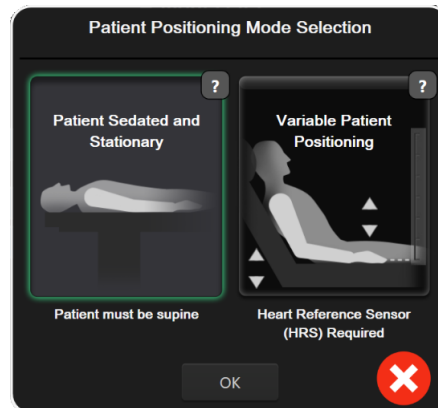 Patient Positioning Mode Selection
?
?
Patient Sedated and
Stationary
Variable Patient
Positioning
Patient must be supine
Heart Reference Sensor
(HRS) Required
OK